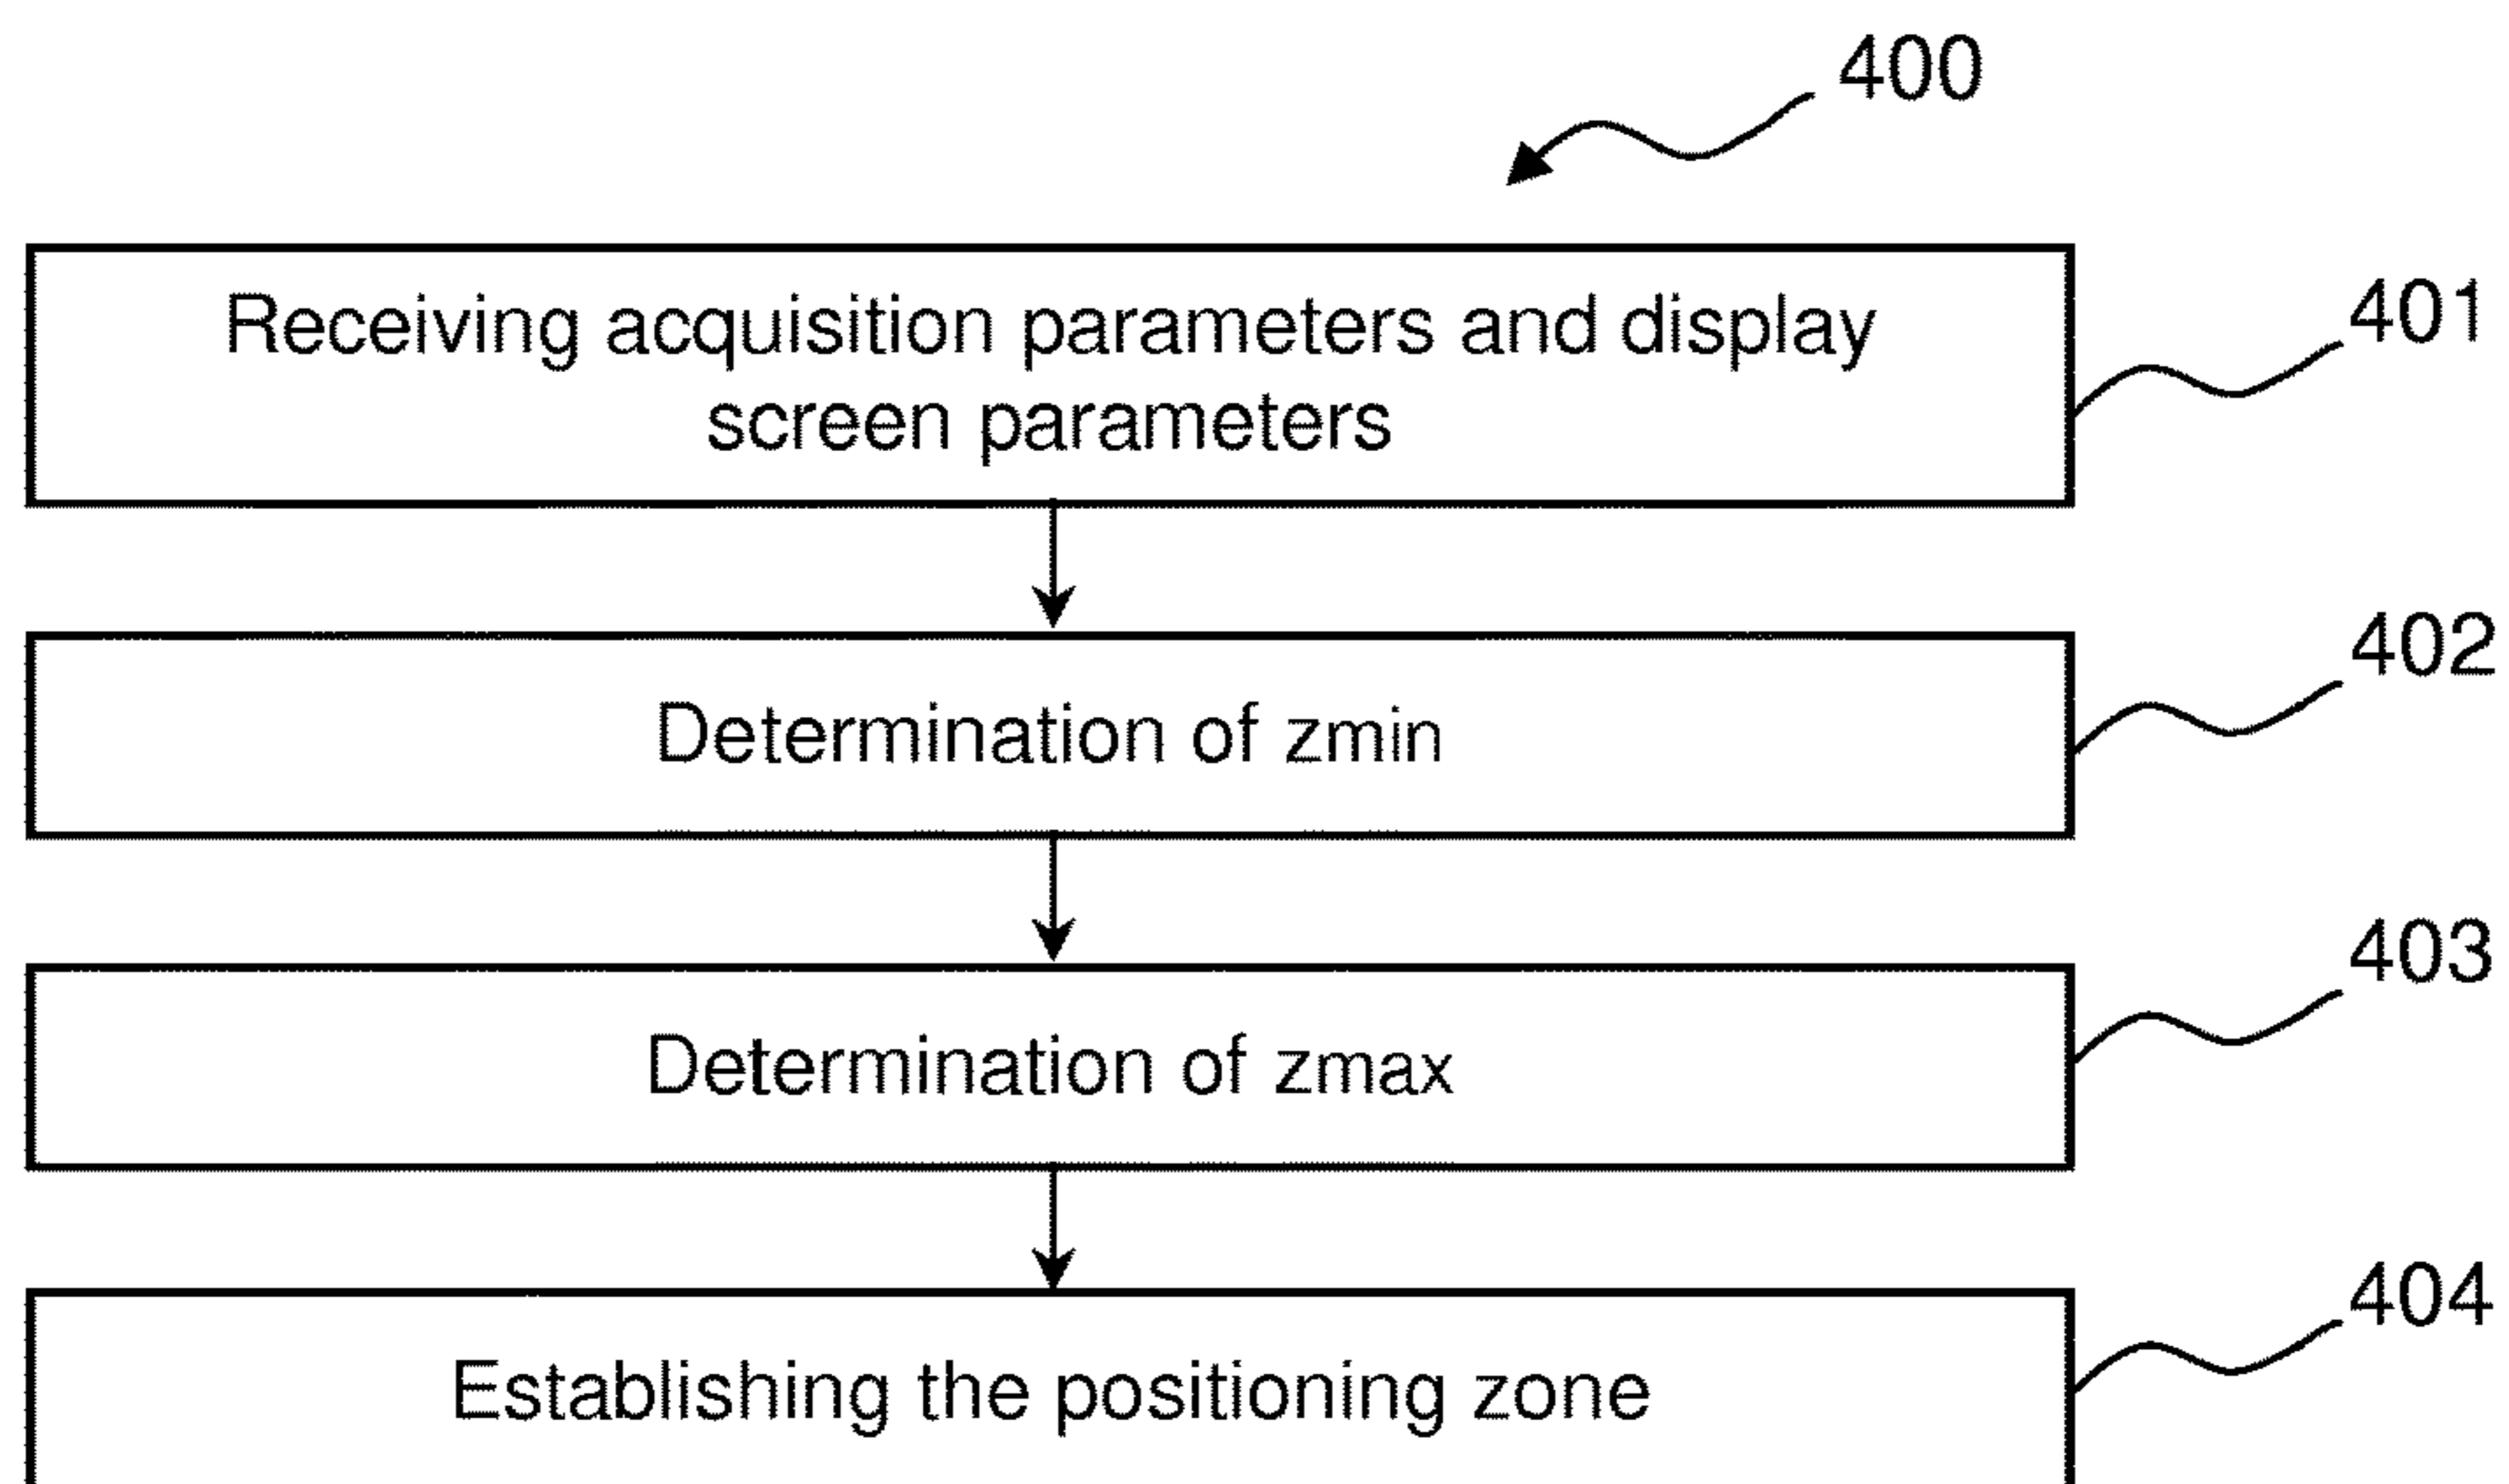 400
Receiving acquisition parameters and display
screen parameters
401
Determination of zmin
402
Determination of zmax
403
Establishing the positioning zone
404